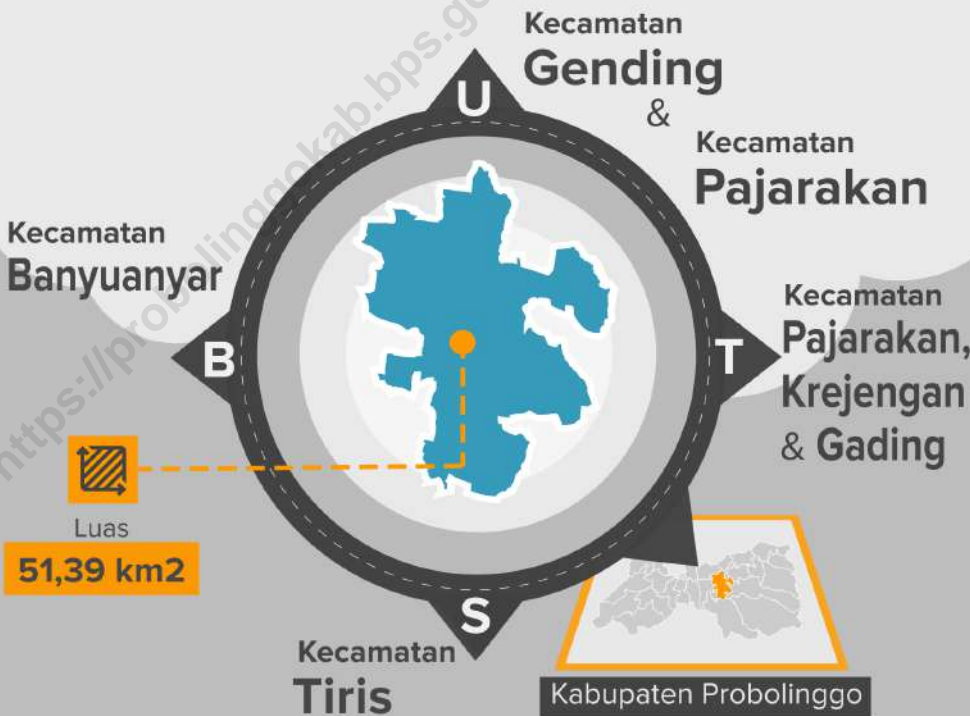 Kecamatan
Gending
&
Kecamatan
Pajarakan
U
Kecamatan
Banyuanyar
B
T
Kecamatan
Pajarakan,
Krejengan
& Gading
Luas
51,39 km2
S
Kecamatan
Tiris
Kabupaten Probolinggo
https://probolinggokab.bps.go